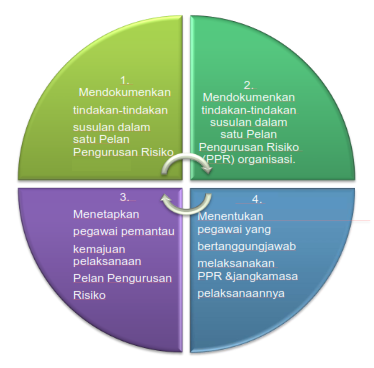 1.
Mendokumenkan
tindakan-tindakan
susulan dalam
satu Pelan
Pengurusan Risiko
2.
Mendokumenkan
tindakan-tindakan
susulan dalam
satu Pelan
Pengurusan Risiko
(PPR) organisasi.
3.
Menetapkan
pegawai pemantau
kemajuan
pelaksanaan
Pelan Pengurusan
Risiko
4.
Menentukan
pegawai yang
bertanggungjawab
melaksanakan
PPR &jangkamasa
pelaksanaannya